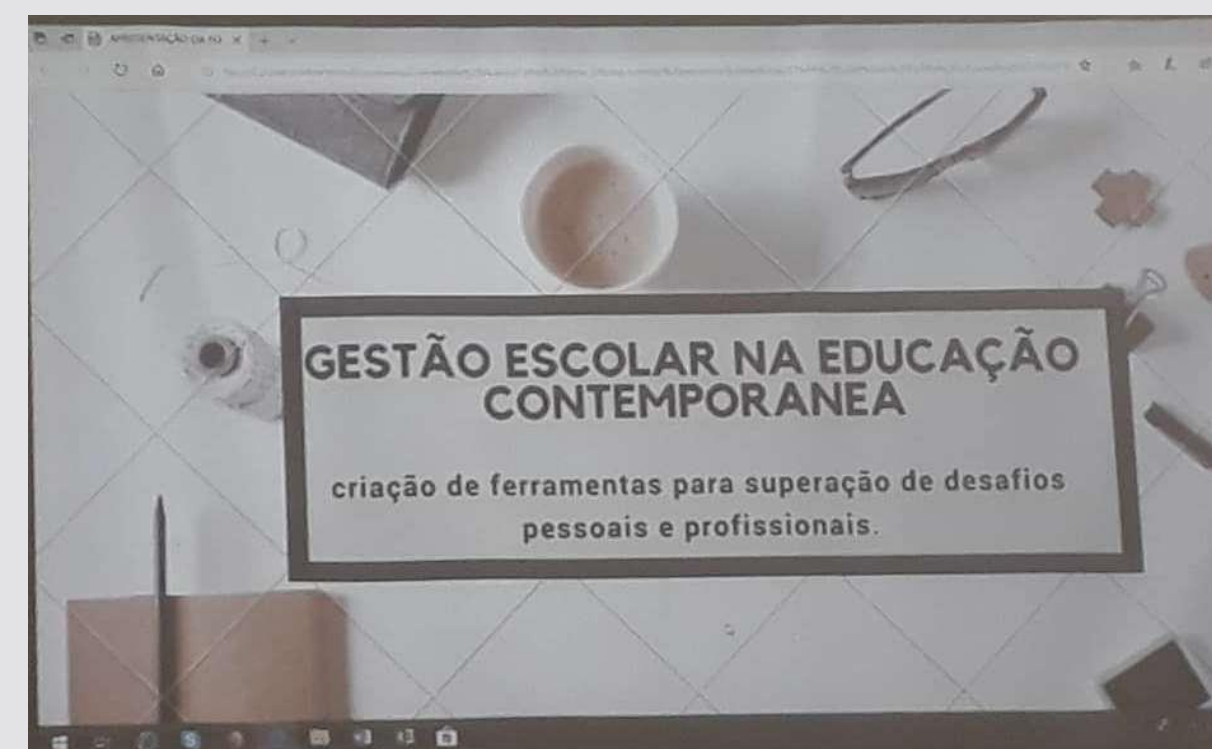 GESTÃO ESCOLAR NA EDUCAÇÃO
CONTEMPORANEA
criação de ferramentas para superação de desafios
pessoais e profissionais.